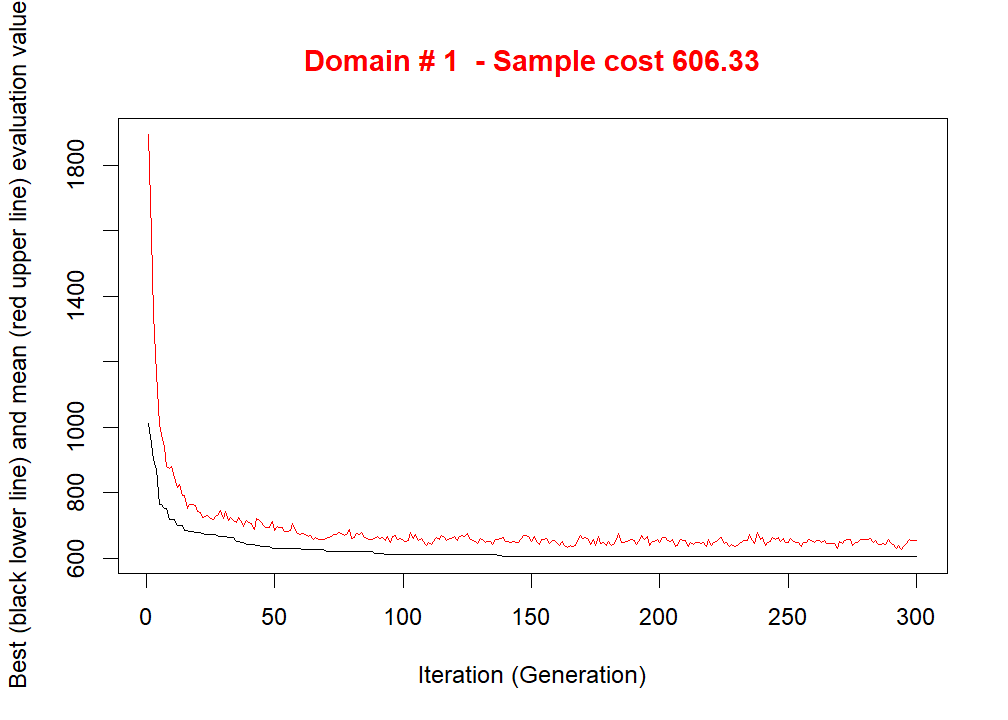 Domain # 1  - Sample cost 606.33
Best (black lower line) and mean (red upper line) evaluation value
1800
1400
1000
800
600
0 50 100 150 200 250 300
Iteration (Generation)